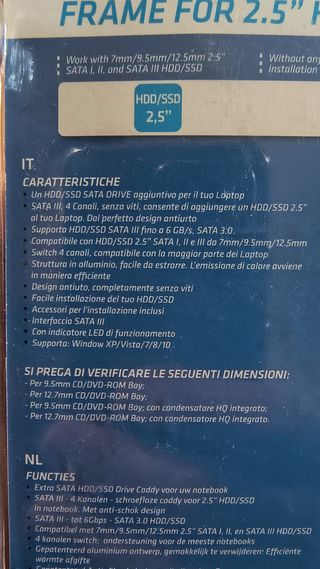 FRAME FOR 2.5"
Work with 7mm/9.5mm/12.5mm 2.5"
SATA I, II, and SATA III HDD/SSD
Without any
installation
HDD/SSD
2,5"
IT
CARATTERISTICHE
• Un HDD/SSD SATA DRIVE aggiuntivo per il tuo Laptop
• SATA III, 4 Canali, senza viti, consente di aggiungere un HDD/SSD 2.5"
al tuo Laptop. Dal perfetto design antiurto
• Supporta HDD/SSD SATA III fino a 6 GB/s, SATA 3.0.
• Compatibile con HDD/SSD 2.5" SATA I, II e III da 7mm/9.5mm/12.5mm
• Switch 4 canali, compatibile con la maggior parte dei Laptop
• Struttura in alluminio, facile da estrarre. L'emissione di calore avviene
in maniera efficiente
• Design antiuto, completamente senza viti
• Facile installazione del tuo HDD/SSD
• Accessori per l'installazione inclusi
• Interfaccia SATA III
• Con indicatore LED di funzionamento
• Supporta: Window XP/Vista/7/8/10
SI PREGA DI VERIFICARE LE SEGUENTI DIMENSIONI:
- Per 9.5mm CD/DVD-ROM Bay;
- Per 12.7mm CD/DVD-ROM Bay;
- Per 9.5mm CD/DVD-ROM Bay; con condensatore HQ integrato;
- Per 12.7mm CD/DVD-ROM Bay; con condensatore HQ integrato.
NL
FUNCTIES
• Extra SATA HDD/SSD Drive Caddy voor uw notebook
• SATA III - 4 Kanalen - schroefloze caddy voor 2.5" HDD/SSD
in notebook. Met anti-schok design
• SATA III - tot 6Gbps - SATA 3.0 HDD/SSD
• Compatibel met 7mm/9.5mm/12.5mm 2.5" SATA I, II, en SATA III HDD/SSD
• 4 kanalen switch; ondersteuning voor de meeste notebooks
• Gepatenteerd aluminium ontwerp, gemakkelijk te verwijderen: Efficiënte
warmte afgifte